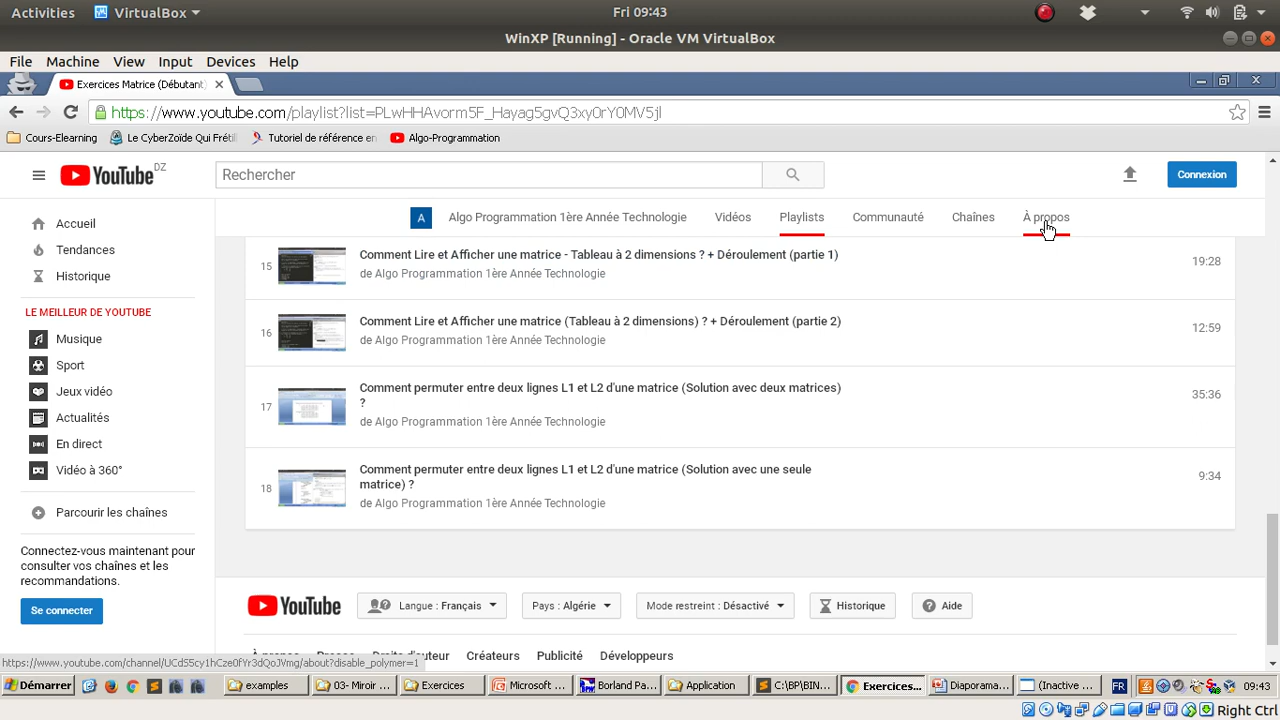 Activities VirtualBox Fri 09:43
WinXP [Running] - Oracle VM VirtualBox
File Machine View Input Devices Help
Exercices Matrice (Débutant)
https://www.youtube.com/playlist?list=PLwHHAvorm5F_Hayag5gvQ3xy0rY0MV5jl
Cours-Elearning Le CyberZoïde Qui Frétil Tutoriel de référence en Algo-Programmation
YouTube DZ Rechercher Connexion
A Algo Programmation 1ère Année Technologie Vidéos Playlists Communauté Chaînes À propos
Accueil
Tendances
Historique
LE MEILLEUR DE YOUTUBE
Musique
Sport
Jeux vidéo
Actualités
En direct
Vidéo à 360°
Parcourir les chaînes
Connectez-vous maintenant pour
consulter vos chaînes et les
recommandations.
Se connecter
15 Comment Lire et Afficher une matrice - Tableau à 2 dimensions ? + Déroulement (partie 1) 19:28
de Algo Programmation 1ère Année Technologie
16 Comment Lire et Afficher une matrice (Tableau à 2 dimensions) ? + Déroulement (partie 2) 12:59
de Algo Programmation 1ère Année Technologie
17 Comment permuter entre deux lignes L1 et L2 d'une matrice (Solution avec deux matrices) 35:36
?
de Algo Programmation 1ère Année Technologie
18 Comment permuter entre deux lignes L1 et L2 d'une matrice (Solution avec une seule 9:34
matrice) ?
de Algo Programmation 1ère Année Technologie
YouTube Langue : Français Pays : Algérie Mode restreint : Désactivé Historique Aide
À propos Presse Droits d'auteur Créateurs Publicité Développeurs
https://www.youtube.com/channel/UCdS5cy1hCze0fYr3dQoJVmg/about?disable_polymer=1
Démarrer examples 03- Miroir ... Exercices Microsoft ... Borland Pa... Application C:\BP\BIN... Exercices... Diaporama... (Inactive ... FR 09:43
Right Ctrl